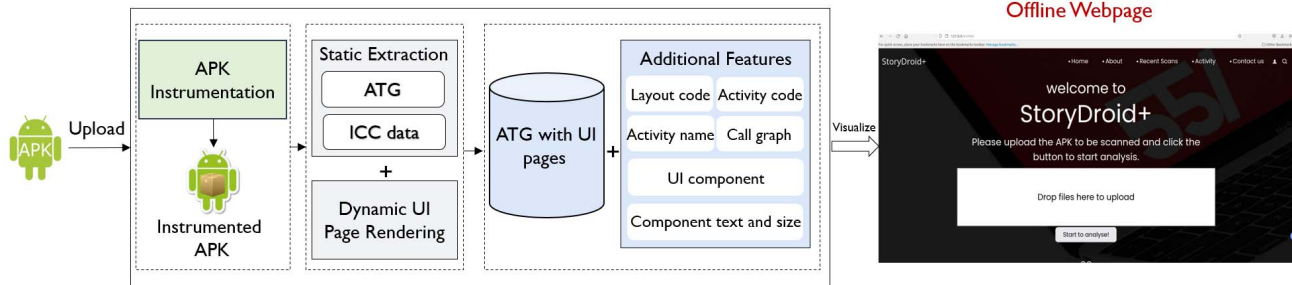 APK
Upload
APK
Instrumentation
Instrumented
APK
Static Extraction
ATG
ICC data
+
Dynamic UI
Page Rendering
ATG with UI
pages
+
Additional Features
Layout code
Activity code
Activity name
Call graph
UI component
Component text and size
Visualize
Offline Webpage
StoryDroid+
•Home •About •Recent Scans •Activity •Contact us
welcome to
StoryDroid+
Please upload the APK to be scanned and click the
button to start analysis.
Drop files here to upload
Start to analyse!